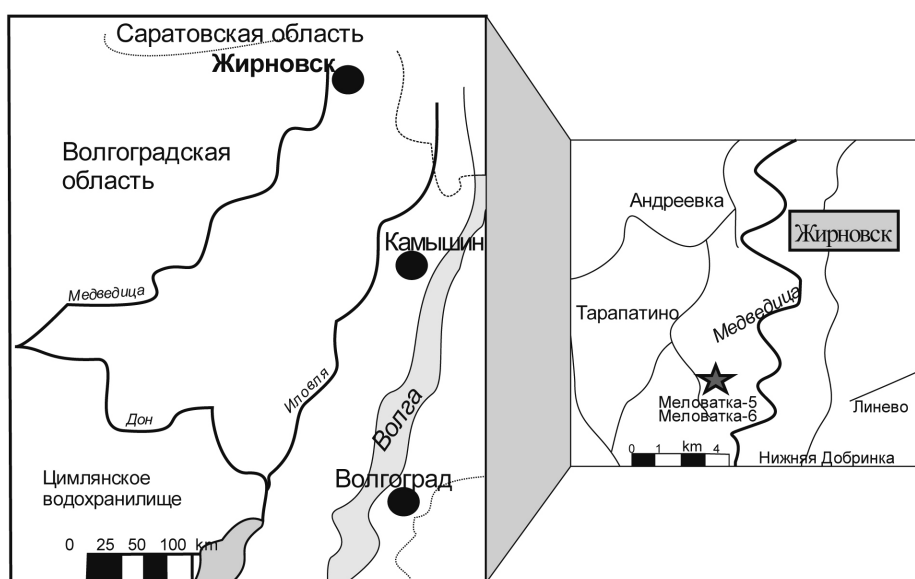 Саратовская область
Жирновск
Волгоградская
область
Камышин
Медведица
Иловля
Волга
Дон
Цимлянское
водохранилище
Волгоград
0 25 50 100 km
Андреевка
Жирновск
Тарапатино
Медведица
Меловатка-5
Меловатка-6
Линево
0 1 km 4
Нижняя Добринка